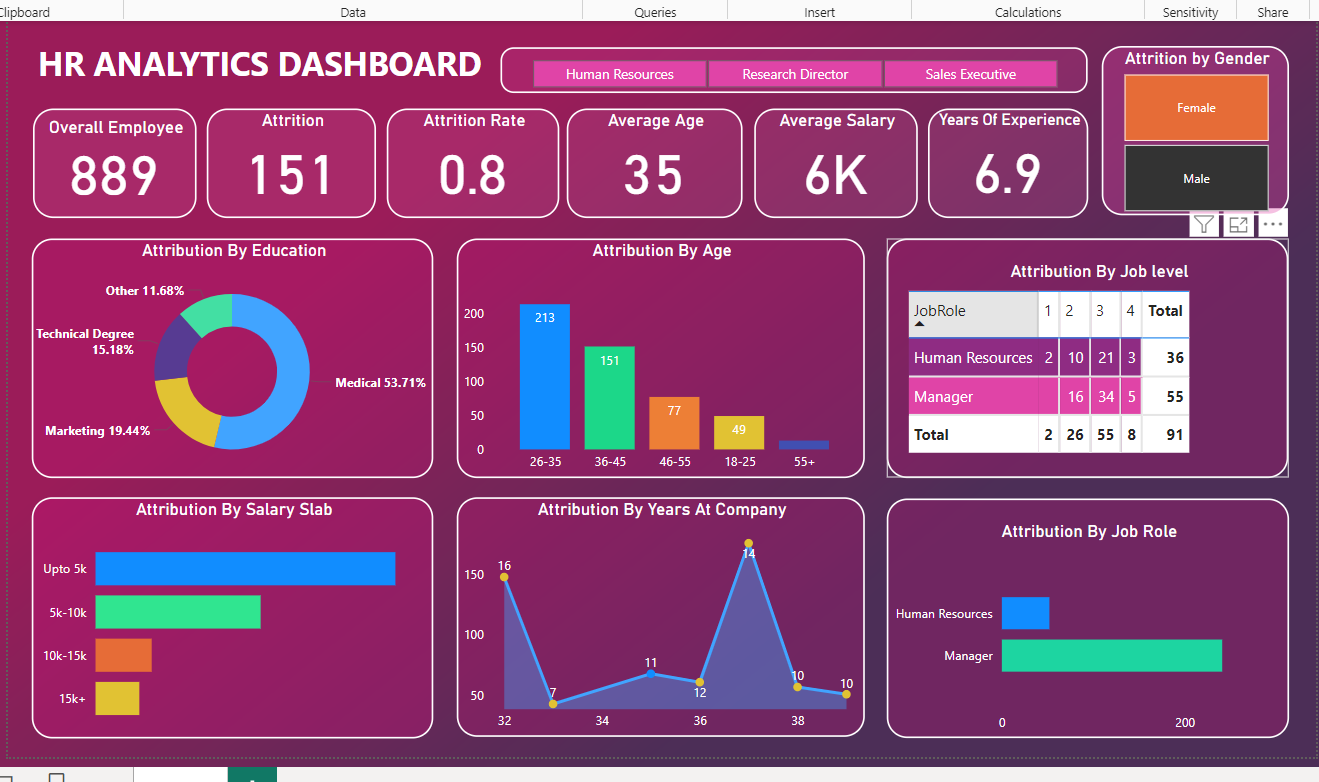 Clipboard
Data
Queries
Insert
Calculations
Sensitivity
Share
HR ANALYTICS DASHBOARD
Human Resources
Research Director
Sales Executive
Attrition by Gender
Female
Male
Overall Employee
889
Attrition
151
Attrition Rate
0.8
Average Age
35
Average Salary
6K
Years Of Experience
6.9
Attribution By Education
Other 11.68%
Technical Degree
15.18%
Medical 53.71%
Marketing 19.44%
Attribution By Age
200
150
100
50
0
213
151
77
49
26-35
36-45
46-55
18-25
55+
Attribution By Job level
JobRole 1 2 3 4 Total
Human Resources 2 10 21 3 36
Manager 16 34 5 55
Total 2 26 55 8 91
Attribution By Salary Slab
Upto 5k
5k-10k
10k-15k
15k+
Attribution By Years At Company
150
100
50
16
7
11
12
14
10
10
32
34
36
38
Attribution By Job Role
Human Resources
Manager
0
200